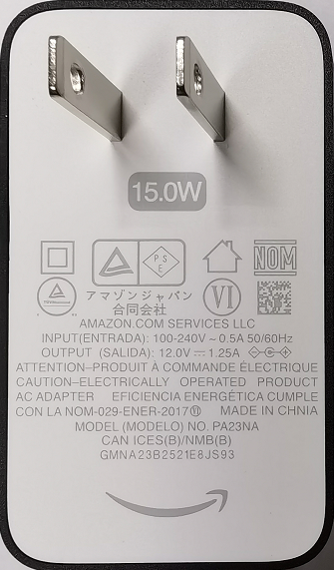 15.0W
P
S
E
NOM
VI
アマゾンジャパン
合同会社
AMAZON.COM SERVICES LLC
INPUT(ENTRADA): 100-240V ~ 0.5A 50/60Hz
OUTPUT (SALIDA): 12.0V ⎓ 1.25A
ATTENTION–PRODUIT À COMMANDE ÉLECTRIQUE
CAUTION–ELECTRICALLY OPERATED PRODUCT
AC ADAPTER EFICIENCIA ENERGÉTICA CUMPLE
CON LA NOM-029-ENER-2017 MADE IN CHNIA
MODEL (MODELO) NO. PA23NA
CAN ICES(B)/NMB(B)
GMNA23B2521E8JS93